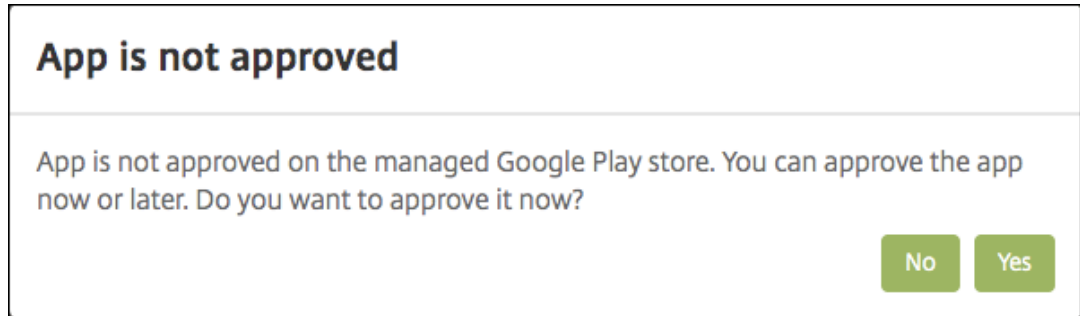 App is not approved
App is not approved on the managed Google Play store. You can approve the app
now or later. Do you want to approve it now?
No Yes